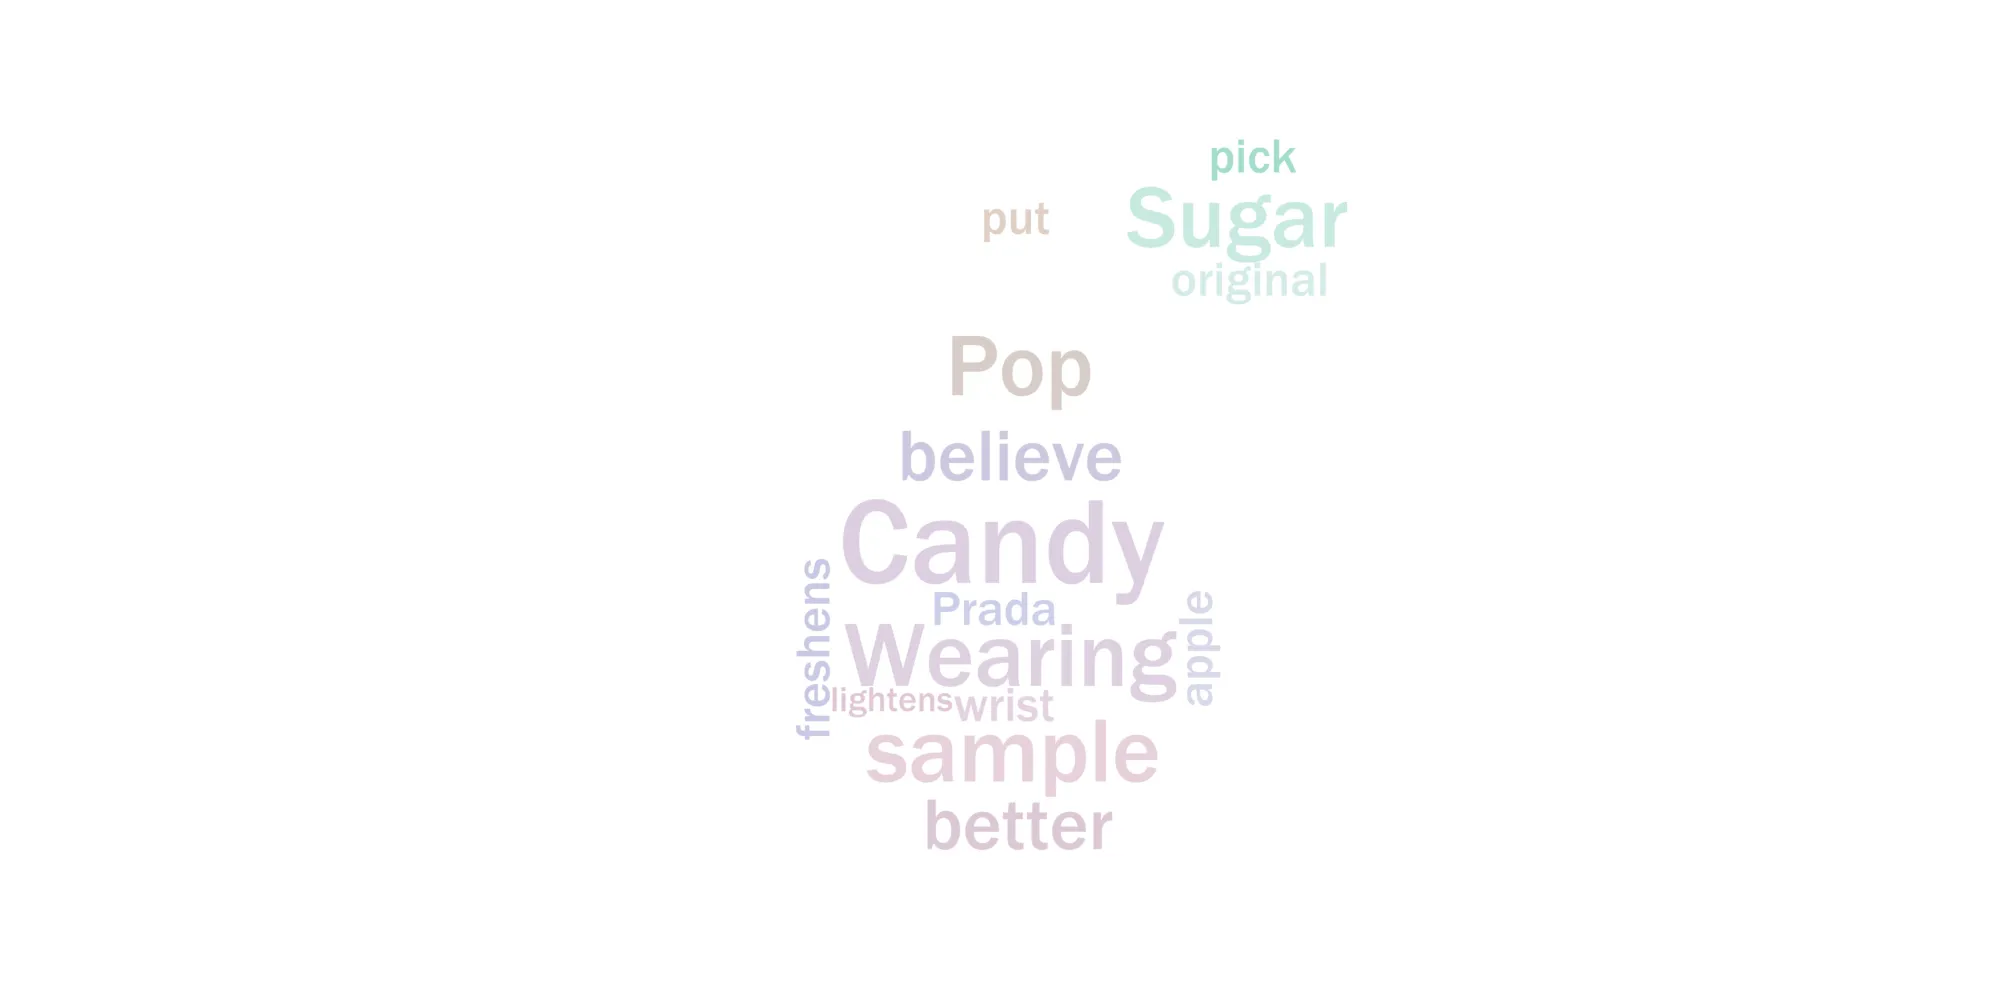 pick
put
Sugar
original
Pop
believe
Candy
freshens
Prada
apple
Wearing
lightens
wrist
sample
better